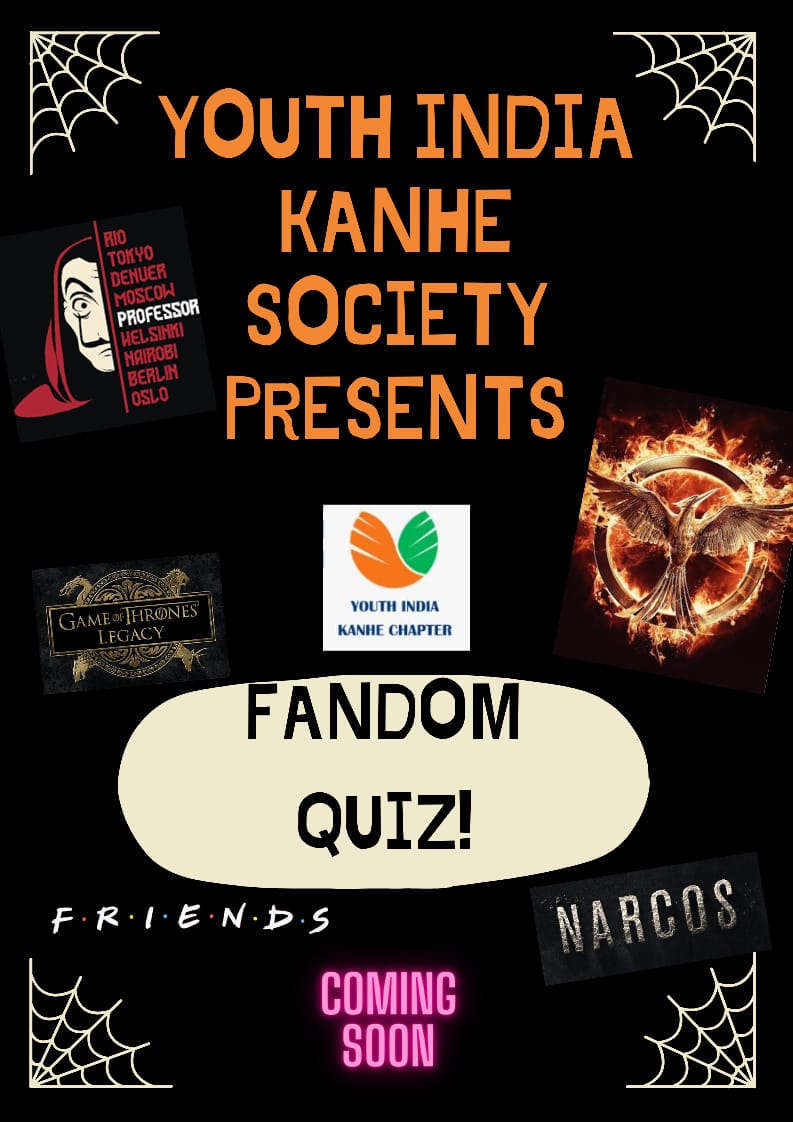 YOUTH INDIA
KANHE
SOCIETY
PRESENTS
RIO
TOKYO
DENVER
MOSCOW
PROFESSOR
HELSINKI
NAIROBI
BERLIN
OSLO
GAME OF THRONES
LEGACY
YOUTH INDIA
KANHE CHAPTER
FANDOM
QUIZ!
F·R·I·E·N·D·S
NARCOS
COMING
SOON